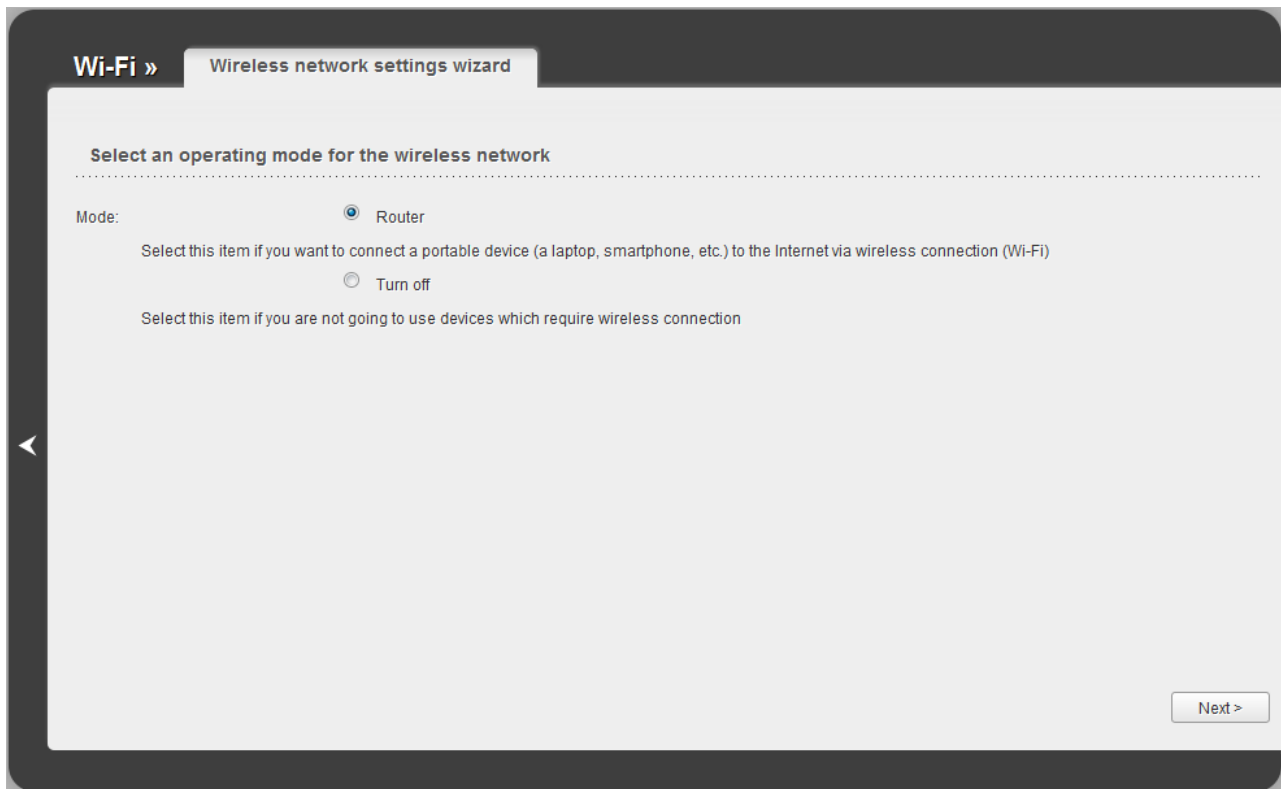 Wi-Fi »
Wireless network settings wizard
Select an operating mode for the wireless network
Mode:
Router
Select this item if you want to connect a portable device (a laptop, smartphone, etc.) to the Internet via wireless connection (Wi-Fi)
Turn off
Select this item if you are not going to use devices which require wireless connection
Next >